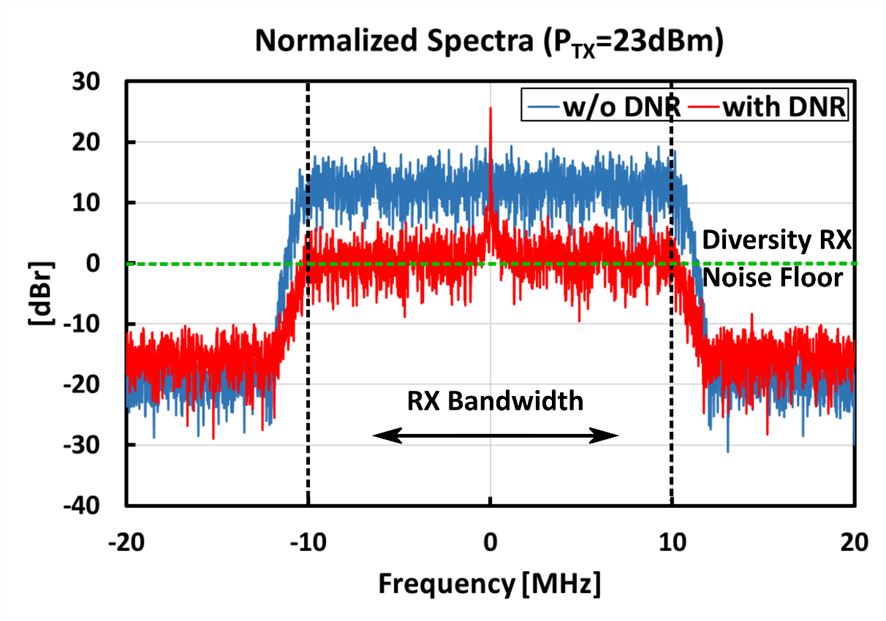 Normalized Spectra (PTX=23dBm)
30
w/o DNR with DNR
20
10
Diversity RX
0
Noise Floor
[dBr]
-10
-20
RX Bandwidth
-30
-40
-20 -10 0 10 20
Frequency [MHz]